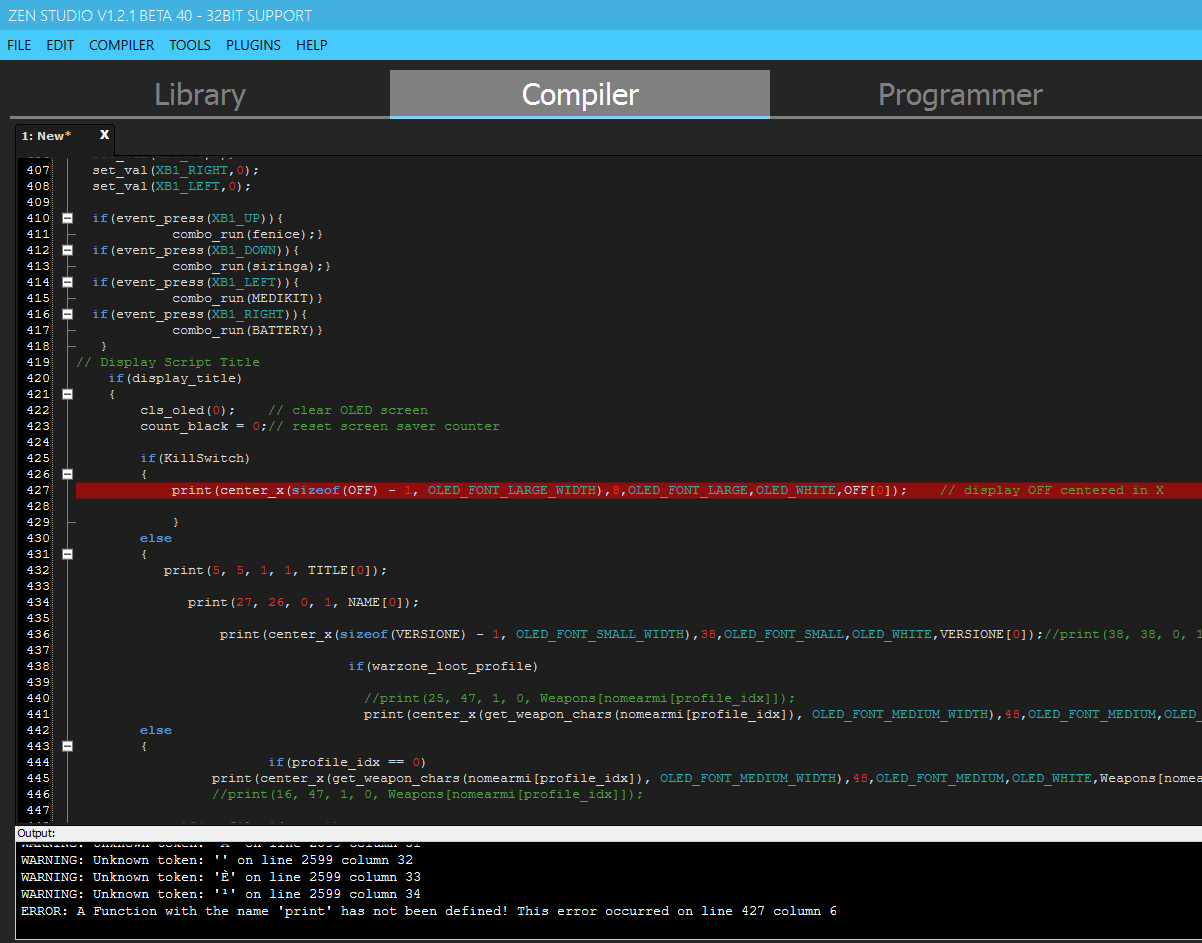 ZEN STUDIO V1.2.1 BETA 40 - 32BIT SUPPORT
FILE EDIT COMPILER TOOLS PLUGINS HELP
Library Compiler Programmer
1: New* X
407 set_val(XB1_RIGHT,0);
408 set_val(XB1_LEFT,0);
409
410 if(event_press(XB1_UP)){
411 combo_run(fenice);}
412 if(event_press(XB1_DOWN)){
413 combo_run(siringa);}
414 if(event_press(XB1_LEFT)){
415 combo_run(MEDIKIT)}
416 if(event_press(XB1_RIGHT)){
417 combo_run(BATTERY)}
418 }
419 // Display Script Title
420 if(display_title)
421 {
422 cls_oled(0); // clear OLED screen
423 count_black = 0;// reset screen saver counter
424
425 if(KillSwitch)
426 {
427 print(center_x(sizeof(OFF) - 1, OLED_FONT_LARGE_WIDTH),8,OLED_FONT_LARGE,OLED_WHITE,OFF[0]); // display OFF centered in X
428
429 }
430 else
431 {
432 print(5, 5, 1, 1, TITLE[0]);
433
434 print(27, 26, 0, 1, NAME[0]);
435
436 print(center_x(sizeof(VERSIONE) - 1, OLED_FONT_SMALL_WIDTH),38,OLED_FONT_SMALL,OLED_WHITE,VERSIONE[0]);//print(38, 38, 0, 1
437
438 if(warzone_loot_profile)
439
440 //print(25, 47, 1, 0, Weapons[nomearmi[profile_idx]]);
441 print(center_x(get_weapon_chars(nomearmi[profile_idx]), OLED_FONT_MEDIUM_WIDTH),48,OLED_FONT_MEDIUM,OLED_
442 else
443 {
444 if(profile_idx == 0)
445 print(center_x(get_weapon_chars(nomearmi[profile_idx]), OLED_FONT_MEDIUM_WIDTH),48,OLED_FONT_MEDIUM,OLED_WHITE,Weapons[nomea
446 //print(16, 47, 1, 0, Weapons[nomearmi[profile_idx]]);
447
Output:
WARNING: Unknown token: '' on line 2599 column 32
WARNING: Unknown token: 'È' on line 2599 column 33
WARNING: Unknown token: '¹' on line 2599 column 34
ERROR: A Function with the name 'print' has not been defined! This error occurred on line 427 column 6